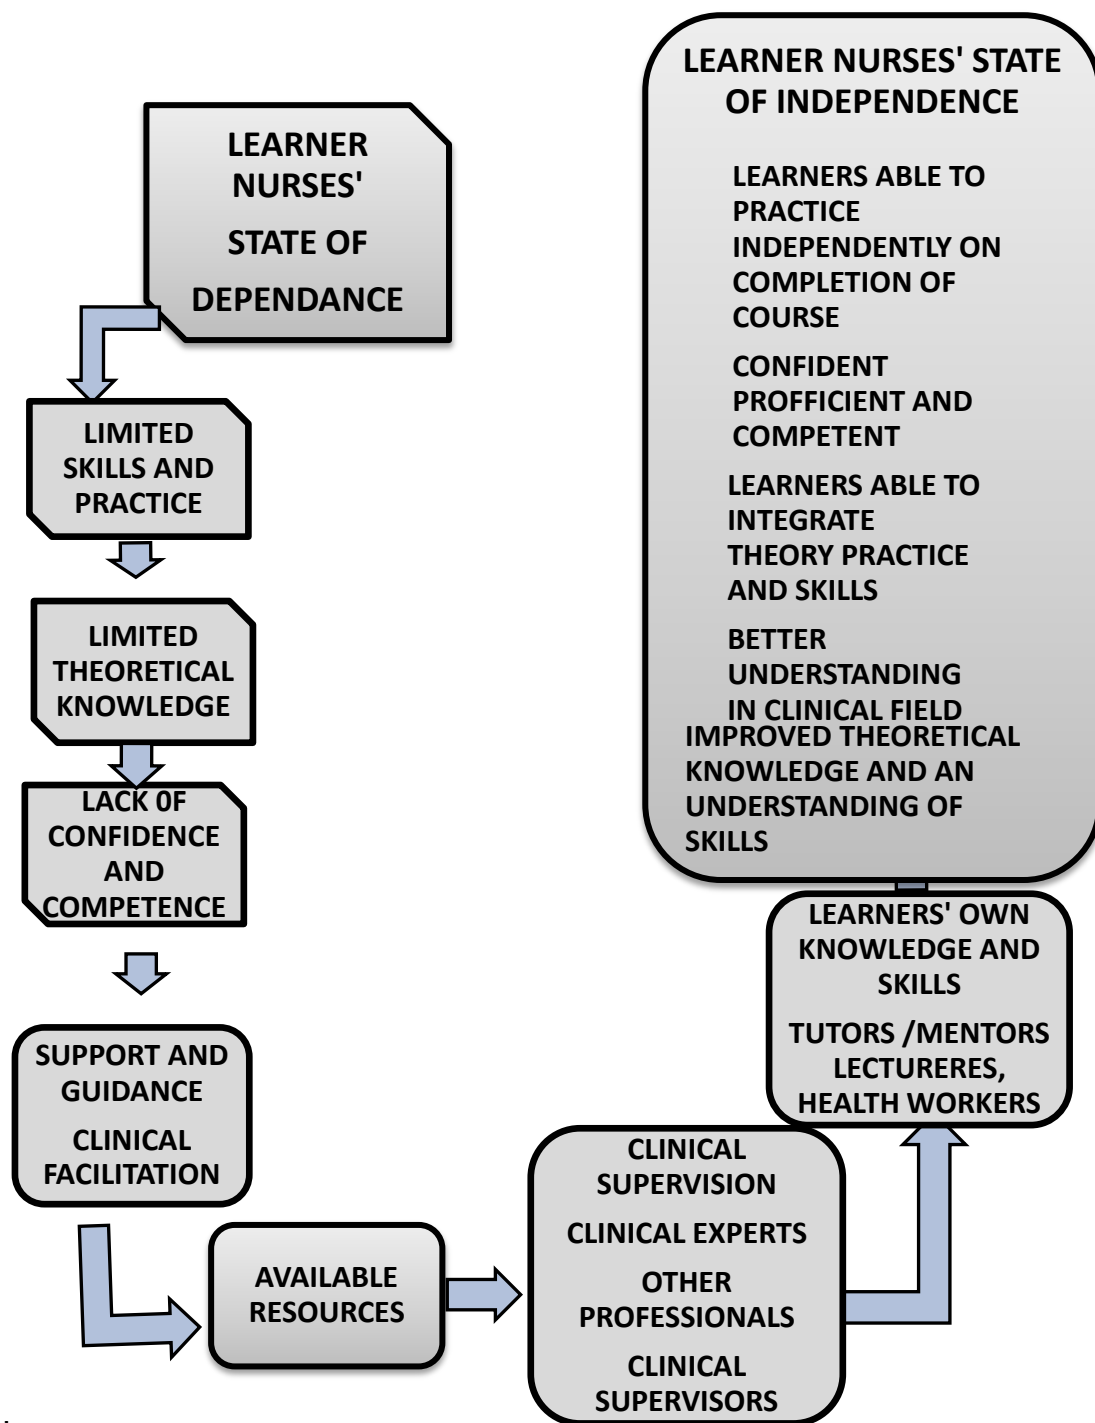 LEARNER
NURSES'
STATE OF
DEPENDANCE
LIMITED
SKILLS AND
PRACTICE
LIMITED
THEORETICAL
KNOWLEDGE
LACK 0F
CONFIDENCE
AND
COMPETENCE
SUPPORT AND
GUIDANCE
CLINICAL
FACILITATION
AVAILABLE
RESOURCES
CLINICAL
SUPERVISION
CLINICAL EXPERTS
OTHER
PROFESSIONALS
CLINICAL
SUPERVISORS
LEARNERS' OWN
KNOWLEDGE AND
SKILLS
TUTORS /MENTORS
LECTURERES,
HEALTH WORKERS
LEARNER NURSES' STATE
OF INDEPENDENCE
LEARNERS ABLE TO
PRACTICE
INDEPENDENTLY ON
COMPLETION OF
COURSE
CONFIDENT
PROFFICIENT AND
COMPETENT
LEARNERS ABLE TO
INTEGRATE
THEORY PRACTICE
AND SKILLS
BETTER
UNDERSTANDING
IN CLINICAL FIELD
IMPROVED THEORETICAL
KNOWLEDGE AND AN
UNDERSTANDING OF
SKILLS